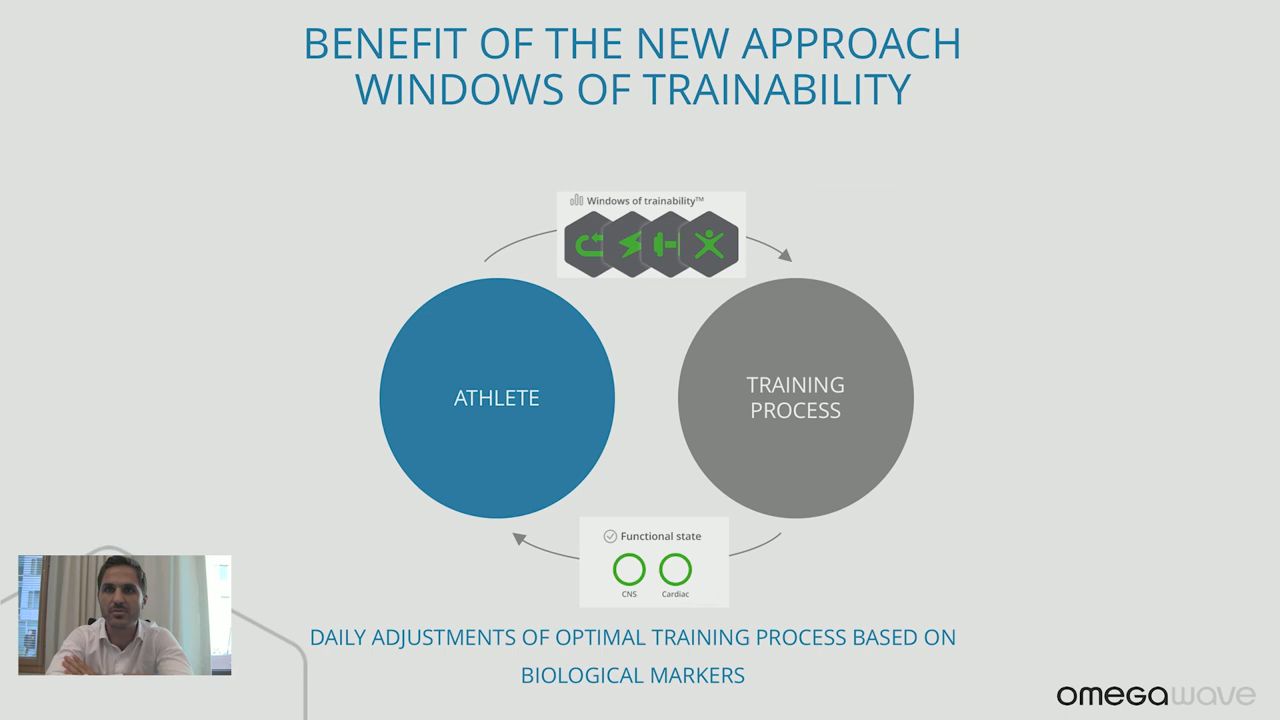 BENEFIT OF THE NEW APPROACH
WINDOWS OF TRAINABILITY
Windows of trainability™
ATHLETE
TRAINING
PROCESS
Functional state
CNS Cardiac
DAILY ADJUSTMENTS OF OPTIMAL TRAINING PROCESS BASED ON
BIOLOGICAL MARKERS
omegawave